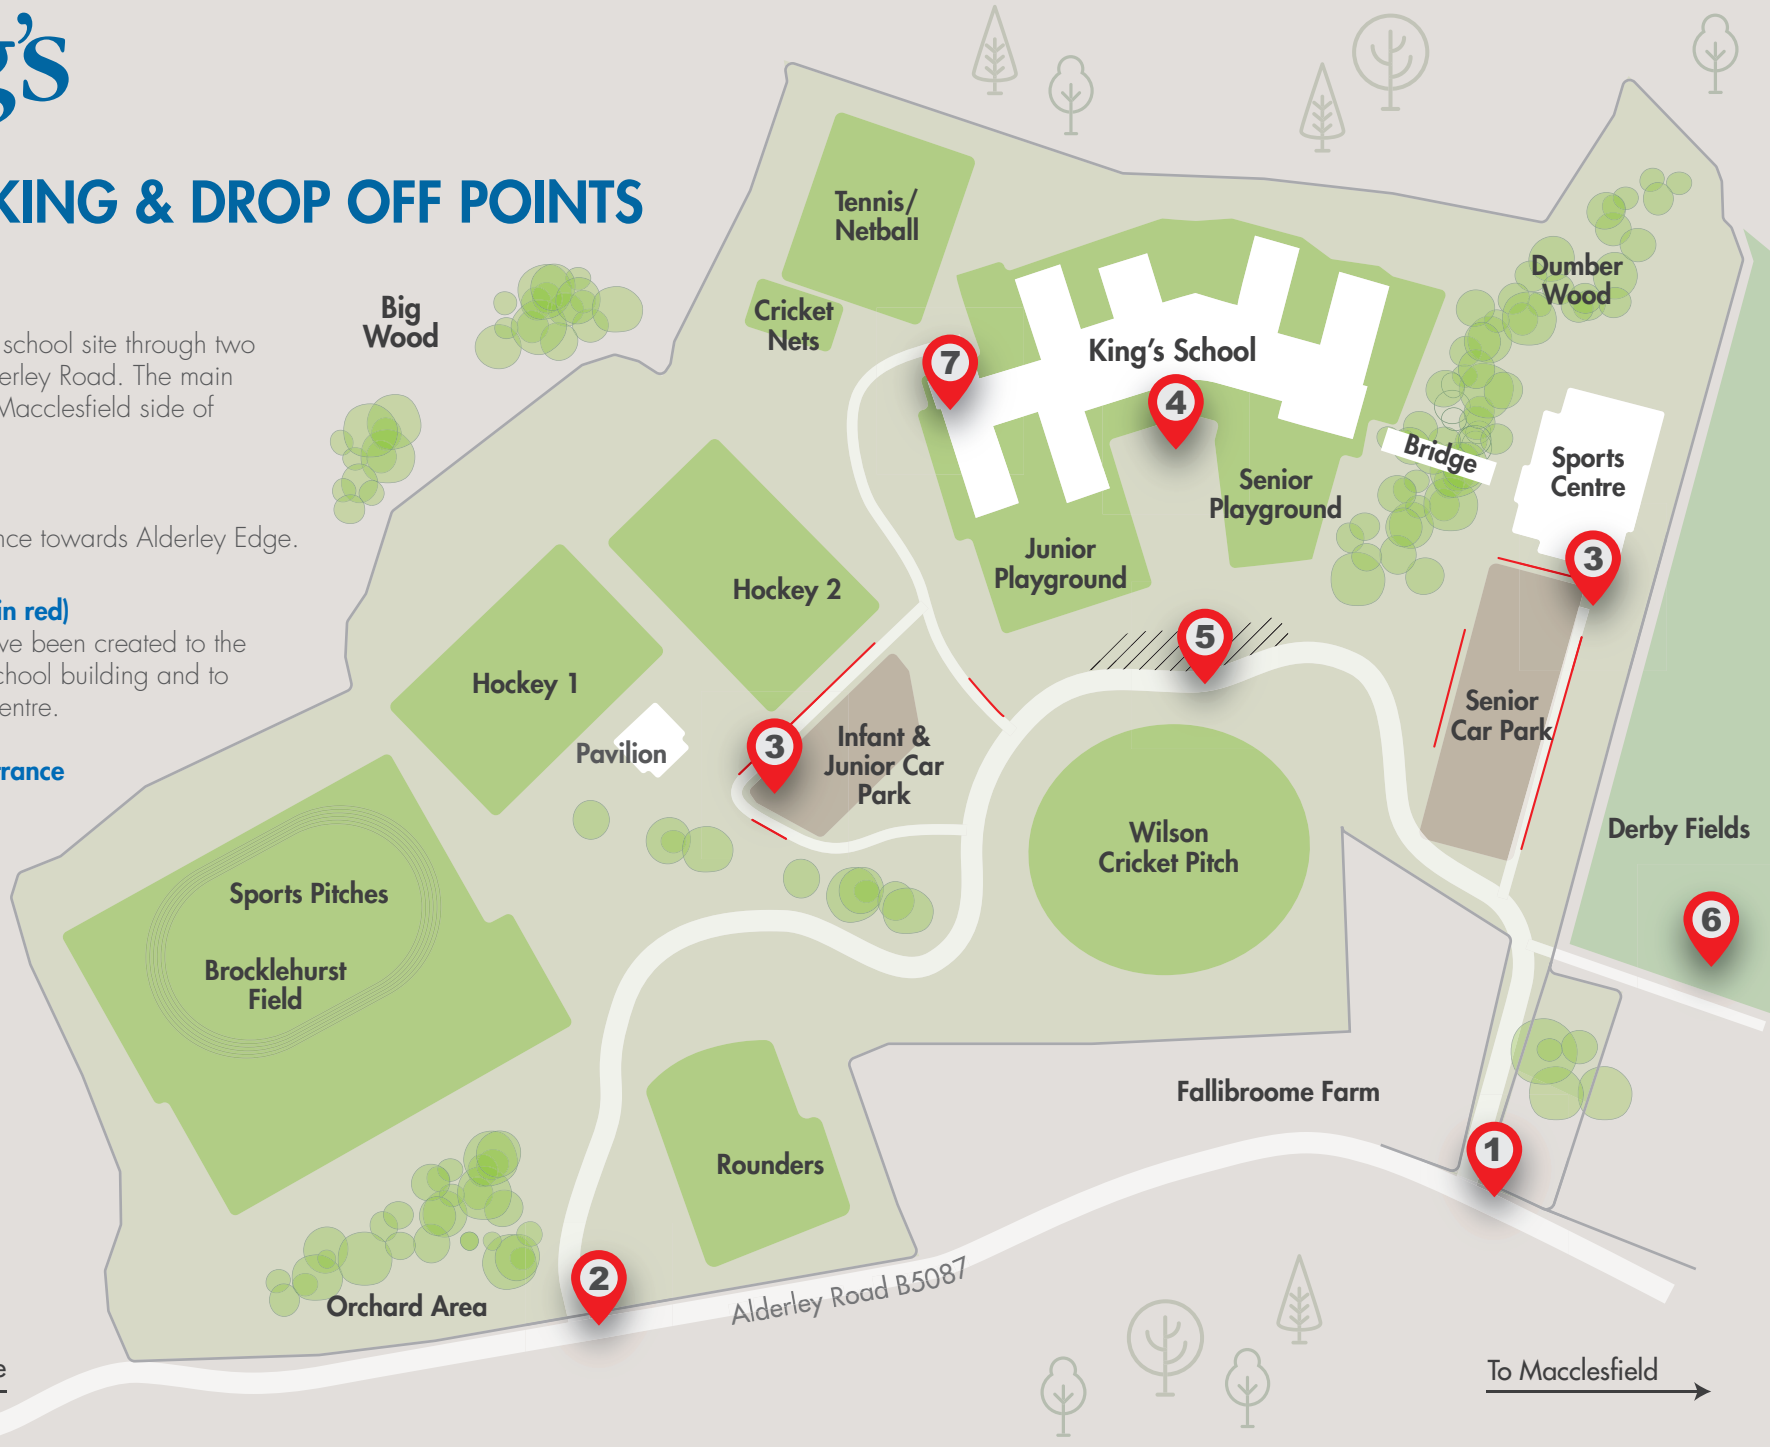 g's
KING & DROP OFF POINTS
school site through two
erley Road. The main
Macclesfield side of
nce towards Alderley Edge.
in red)
ve been created to the
chool building and to
entre.
trance
Big
Wood
Tennis/
Netball
Cricket
Nets
7
King's School
4
Dumber
Wood
Bridge
Sports
Centre
3
Senior
Playground
Junior
Playground
Hockey 2
Hockey 1
5
Pavilion
3
Infant &
Junior Car
Park
Senior
Car Park
Wilson
Cricket Pitch
Derby Fields
6
Sports Pitches
Brocklehurst
Field
Fallibroome Farm
1
Rounders
2
Orchard Area
Alderley Road B5087
e
To Macclesfield